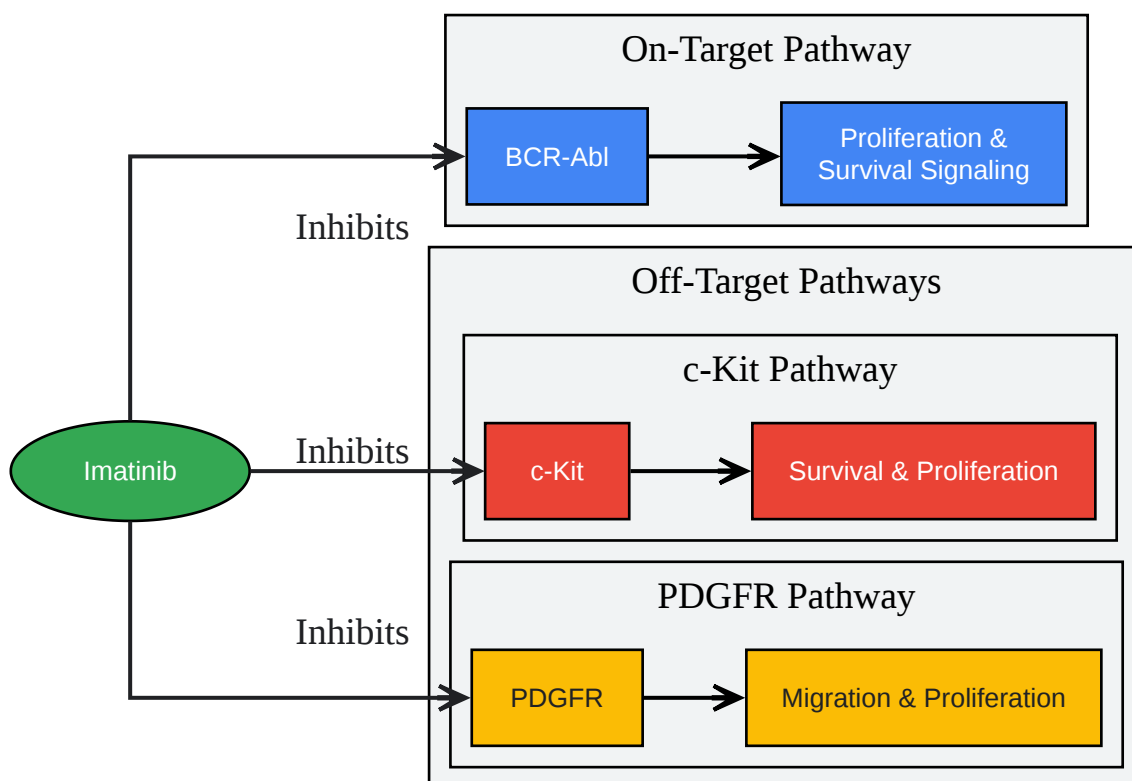 On-Target Pathway
BCR-Abl
Proliferation &
Survival Signaling
Inhibits
Off-Target Pathways
c-Kit Pathway
Imatinib
Inhibits
c-Kit
Survival & Proliferation
PDGFR Pathway
Inhibits
PDGFR
Migration & Proliferation